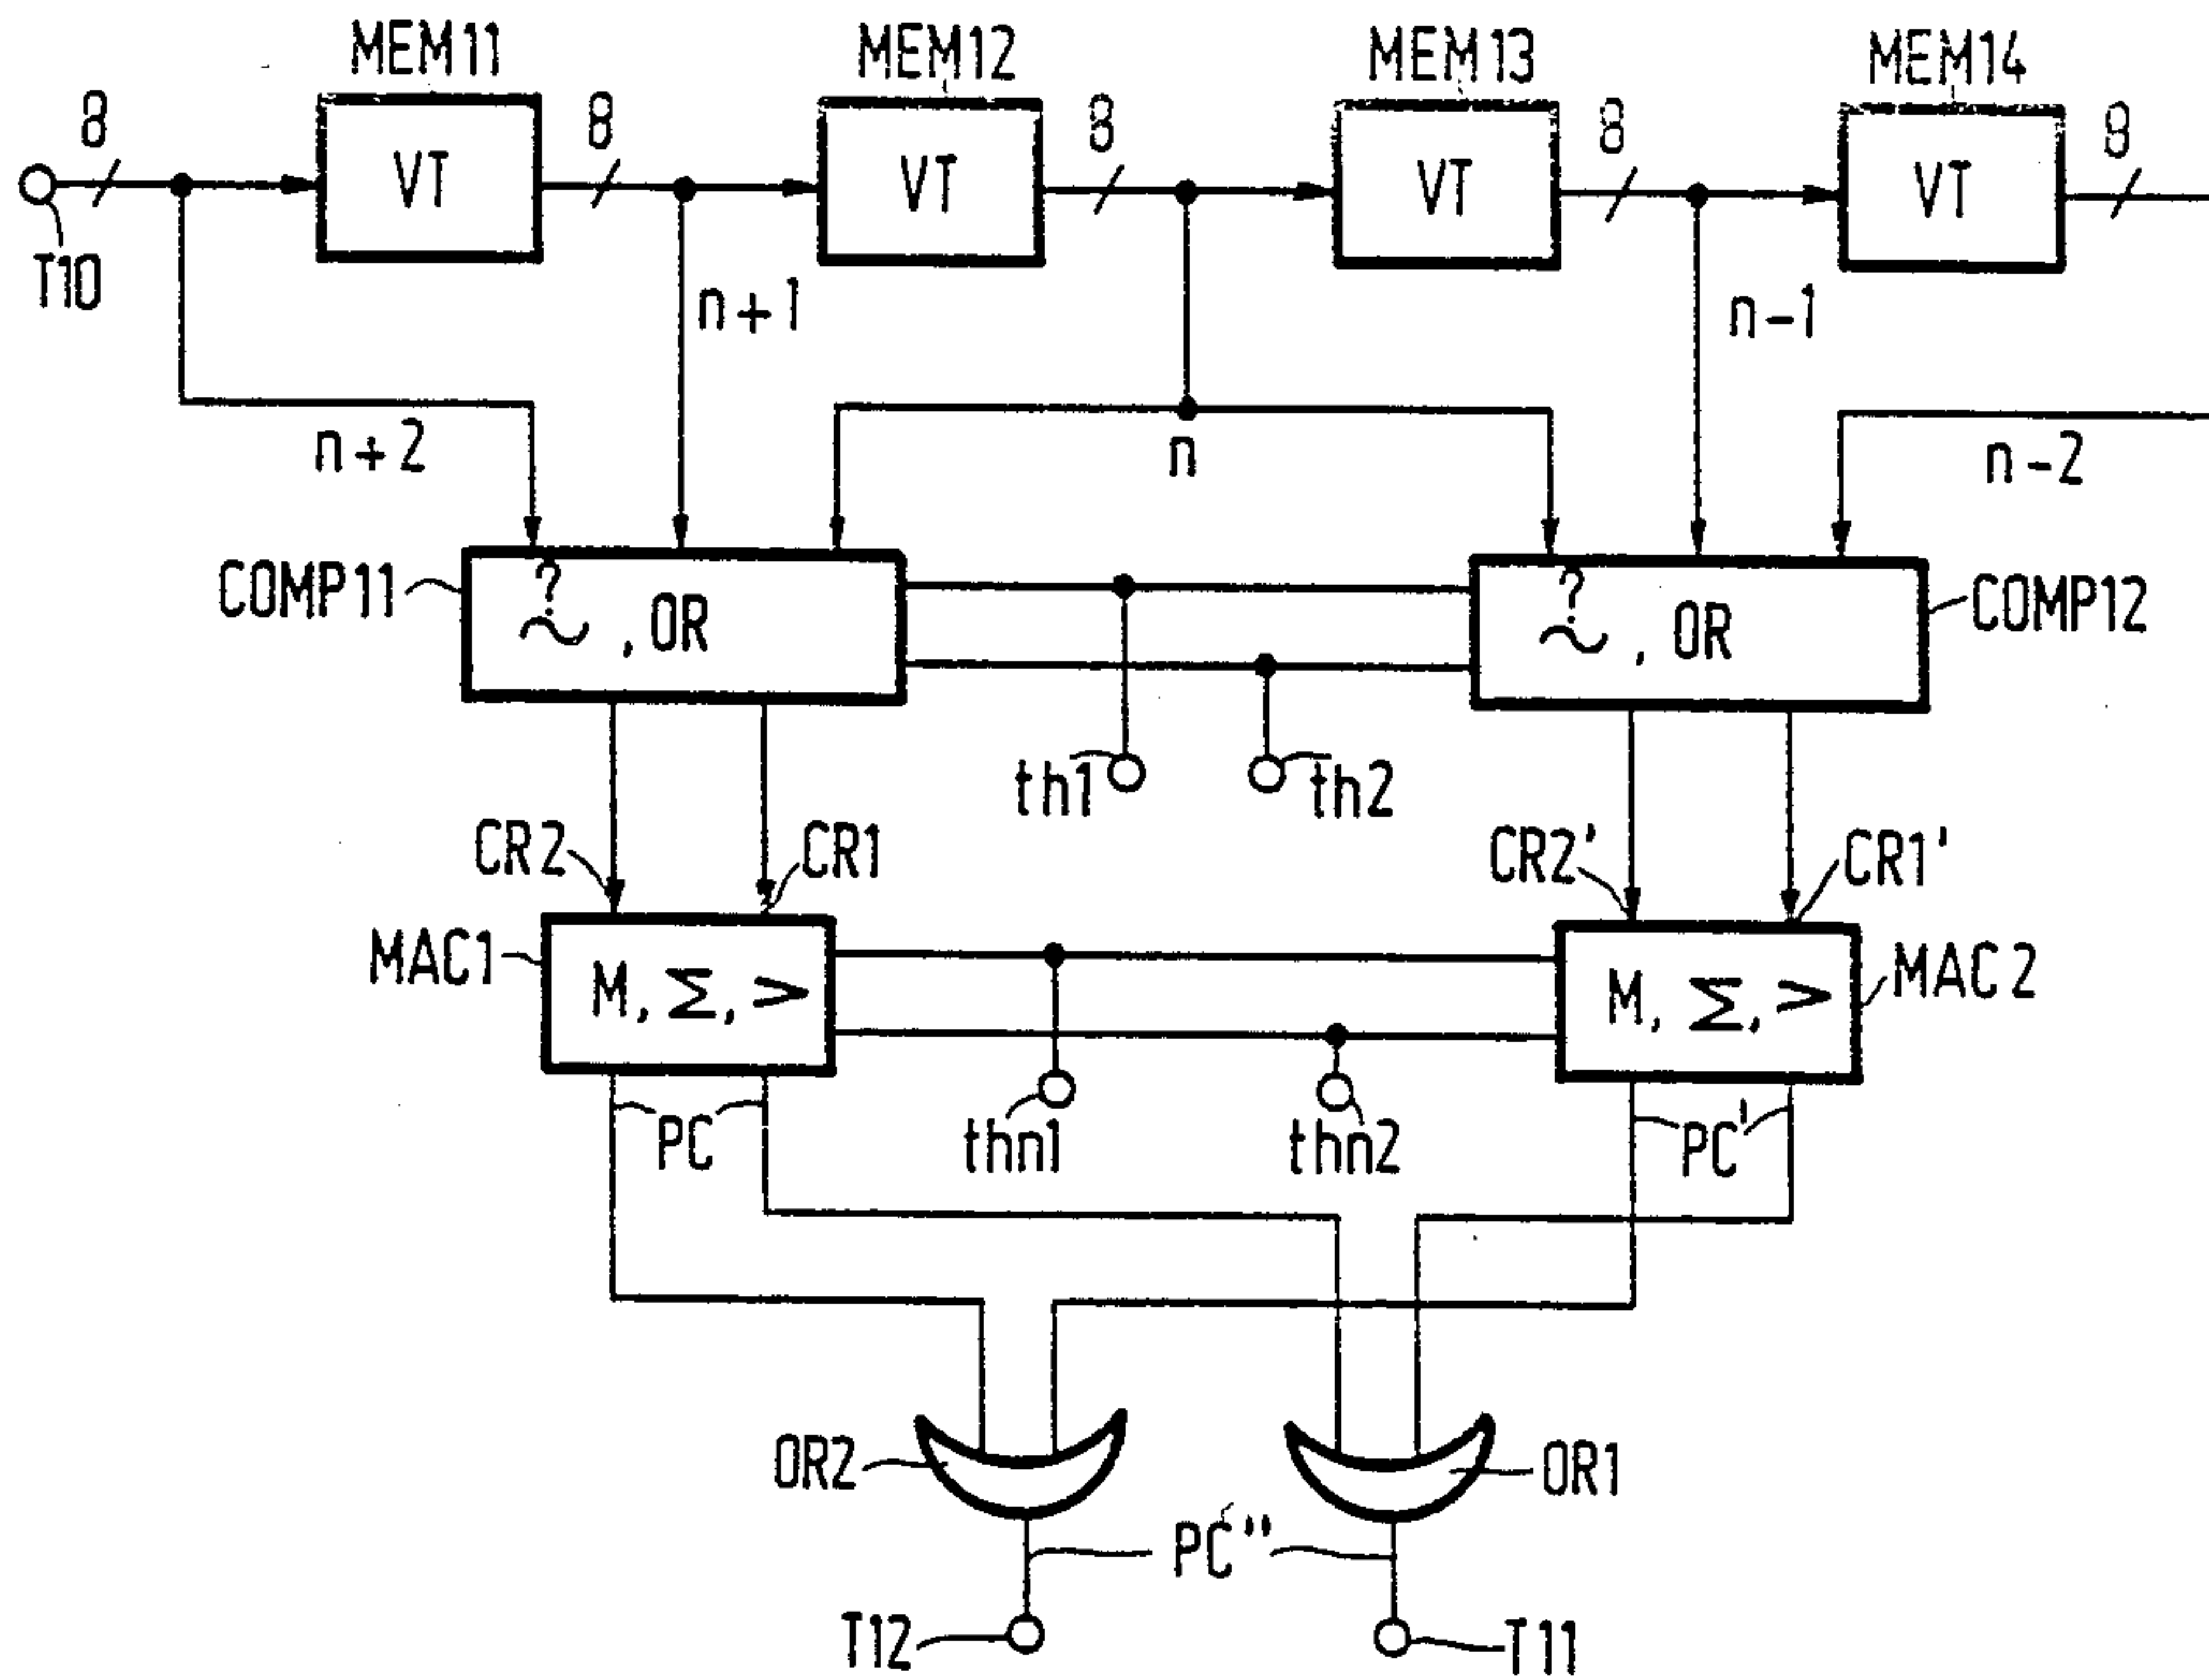 MEM11 MEM12 MEM13 MEM14
8 8 8 8 8
VT VT VT VT
T10
n+1 n-1
n+2 n n-2
COMP11 ?~, OR ?~, OR COMP12
th1 th2
CR2 CR1 CR2' CR1'
MAC1 M, Σ, > M, Σ, > MAC2
PC thn1 thn2 PC'
OR2 OR1
PC"
T12 T11